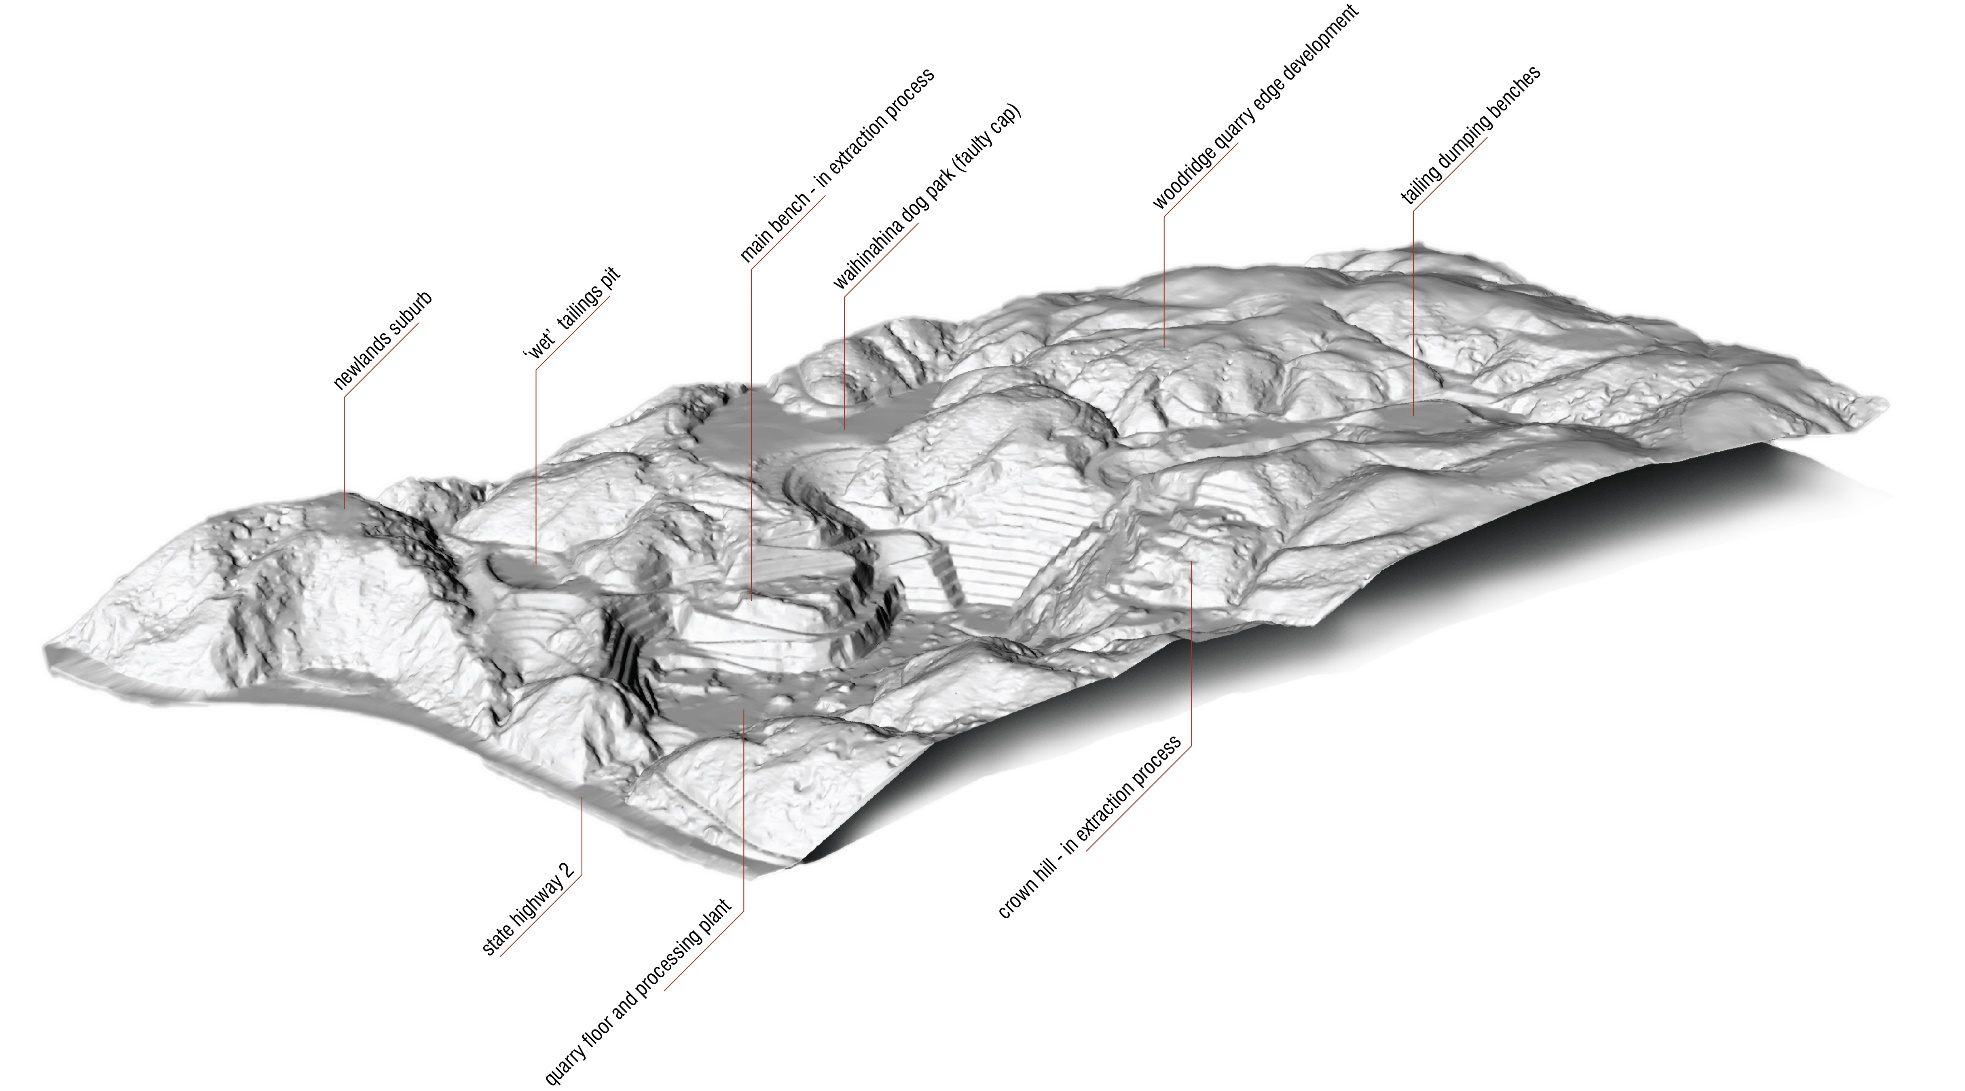 newlands suburb
‘wet’ tailings pit
main bench - in extraction process
waihinahina dog park (faulty cap)
woodridge quarry edge development
tailing dumping benches
state highway 2
quarry floor and processing plant
crown hill - in extraction process